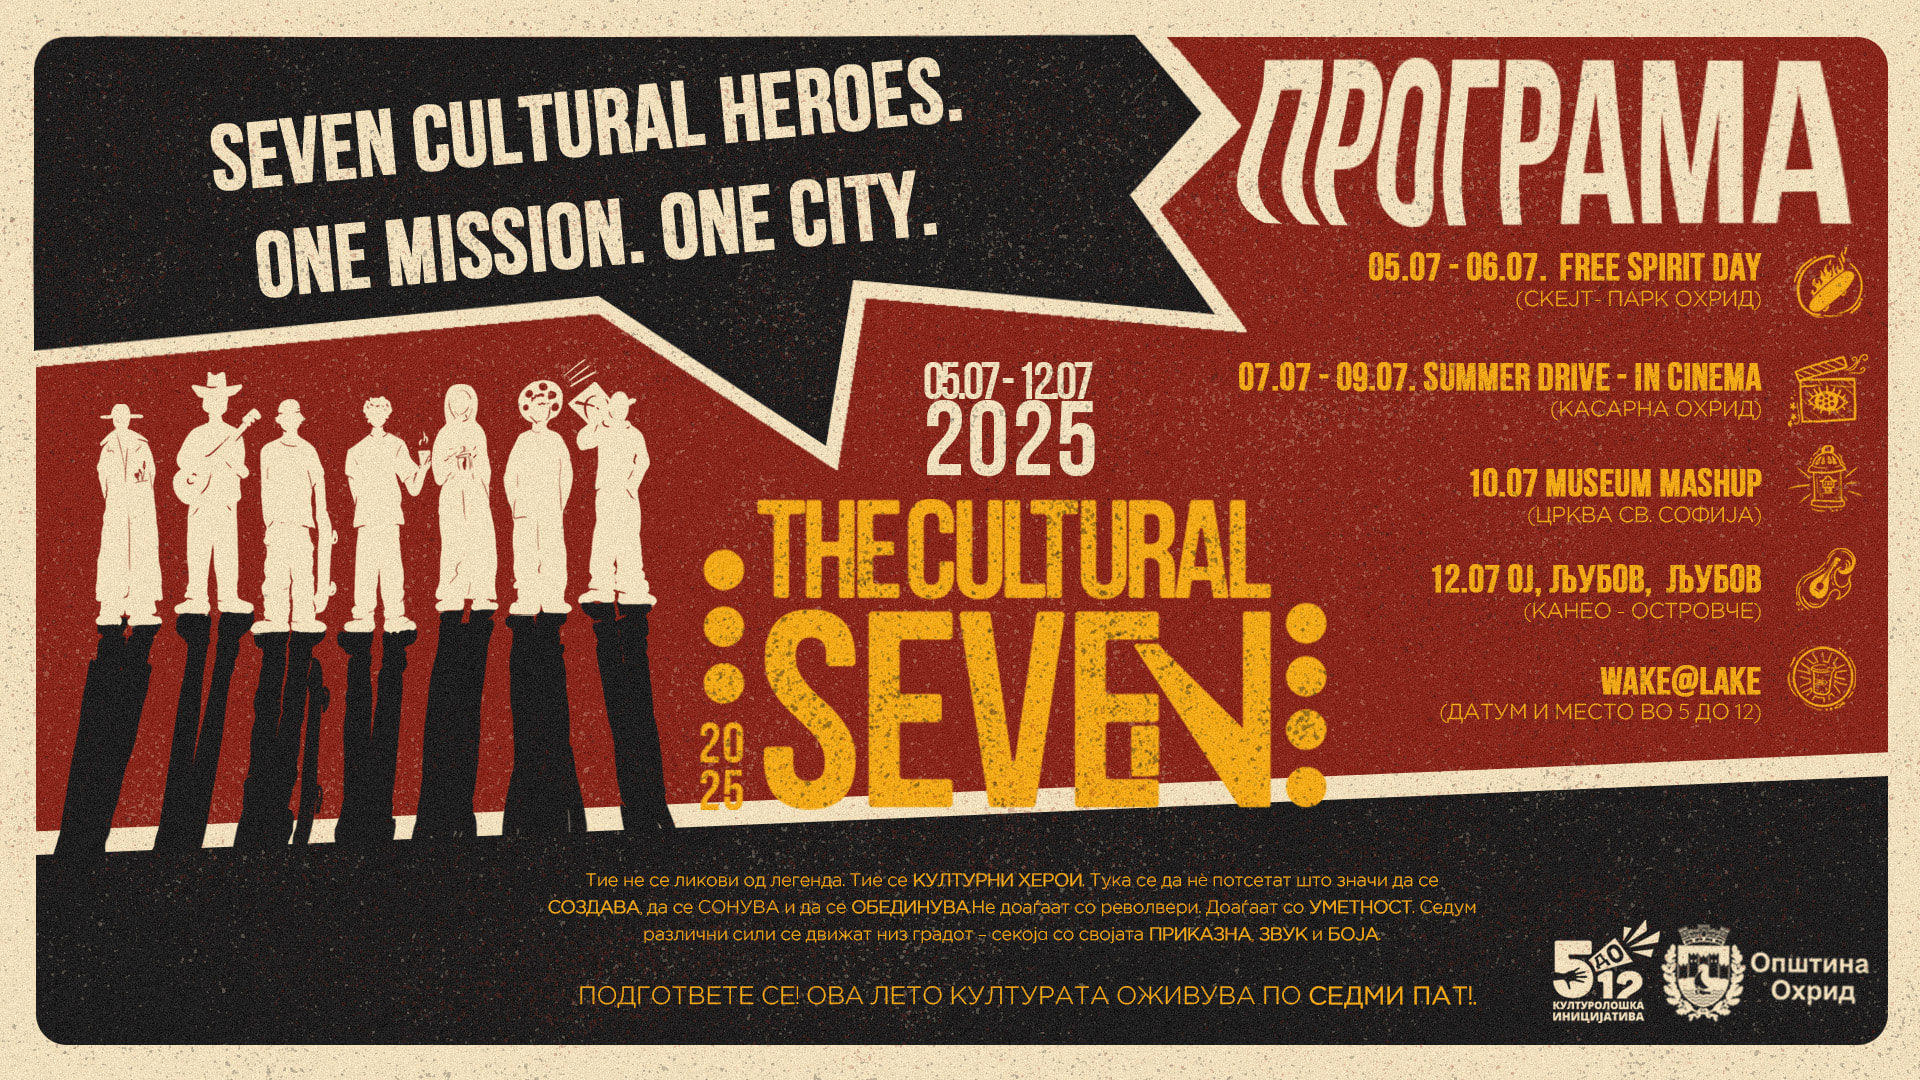 SEVEN CULTURAL HEROES.
ONE MISSION. ONE CITY.
ПРОГРАМА
05.07 - 06.07. FREE SPIRIT DAY
(СКЕЈТ- ПАРК ОХРИД)
07.07 - 09.07. SUMMER DRIVE - IN CINEMA
(КАСАРНА ОХРИД)
10.07 MUSEUM MASHUP
(ЦРКВА СВ. СОФИЈА)
12.07 ОЈ, ЉУБОВ, ЉУБОВ
(КАНЕО - ОСТРОВЧЕ)
WAKE@LAKE
(ДАТУМ И МЕСТО ВО 5 ДО 12)
05.07 - 12.07
2025
THE CULTURAL
SEVEN
20
25
Тие не се ликови од легенда. Тие се КУЛТУРНИ ХЕРОИ. Тука се да нè потсетат што значи да се
СОЗДАВА, да се СОНУВА и да се ОБЕДИНУВА.Не доаѓаат со револвери. Доаѓаат со УМЕТНОСТ. Седум
различни сили се движат низ градот – секоја со својата ПРИКАЗНА, ЗВУК и БОЈА.
ПОДГОТВЕТЕ СЕ! ОВА ЛЕТО КУЛТУРАТА ОЖИВУВА ПО СЕДМИ ПАТ!.
5 ДО 12
КУЛТУРОЛОШКА
ИНИЦИЈАТИВА
Општина
Охрид